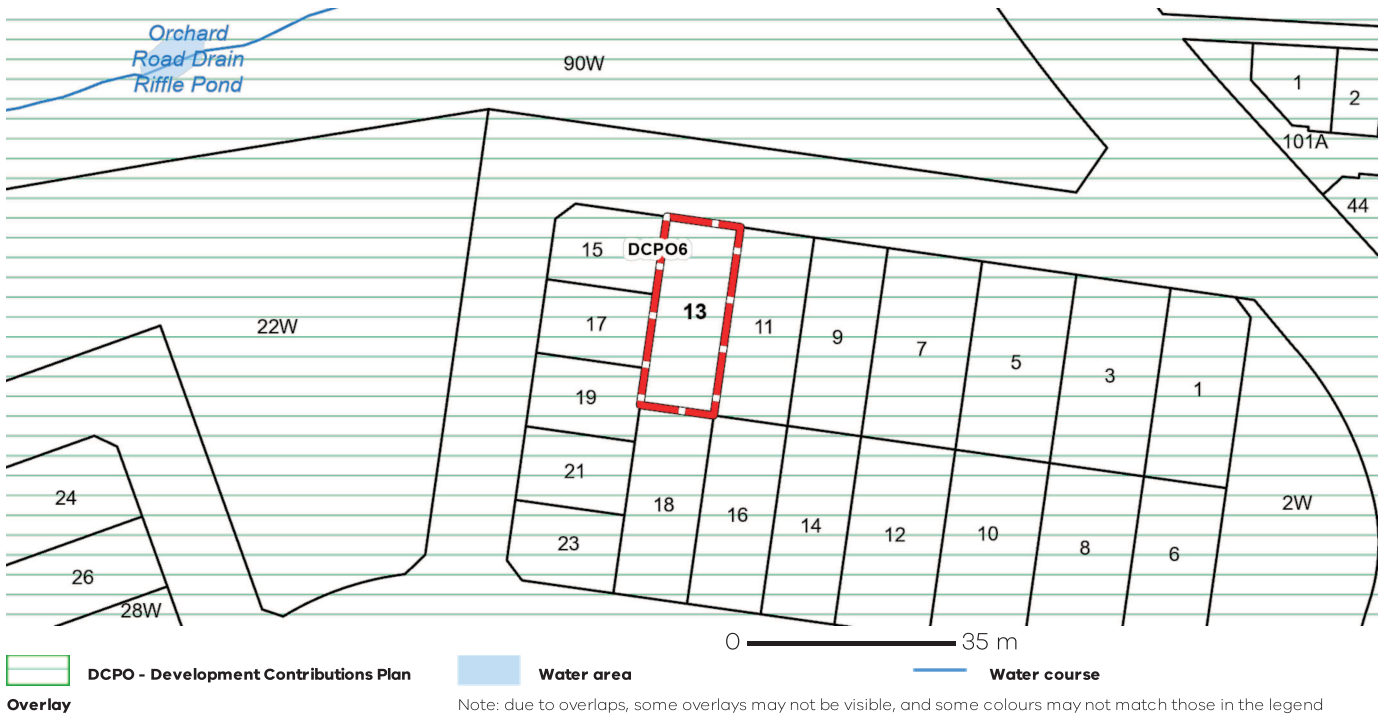 Orchard
Road Drain
Riffle Pond
90W
1
2
101A
44
15
DCPO6
13
17
11
9
7
5
3
1
22W
19
21
18
16
14
12
10
8
6
2W
24
23
26
28W
0 35 m
DCPO - Development Contributions Plan
Overlay
Water area
Water course
Note: due to overlaps, some overlays may not be visible, and some colours may not match those in the legend